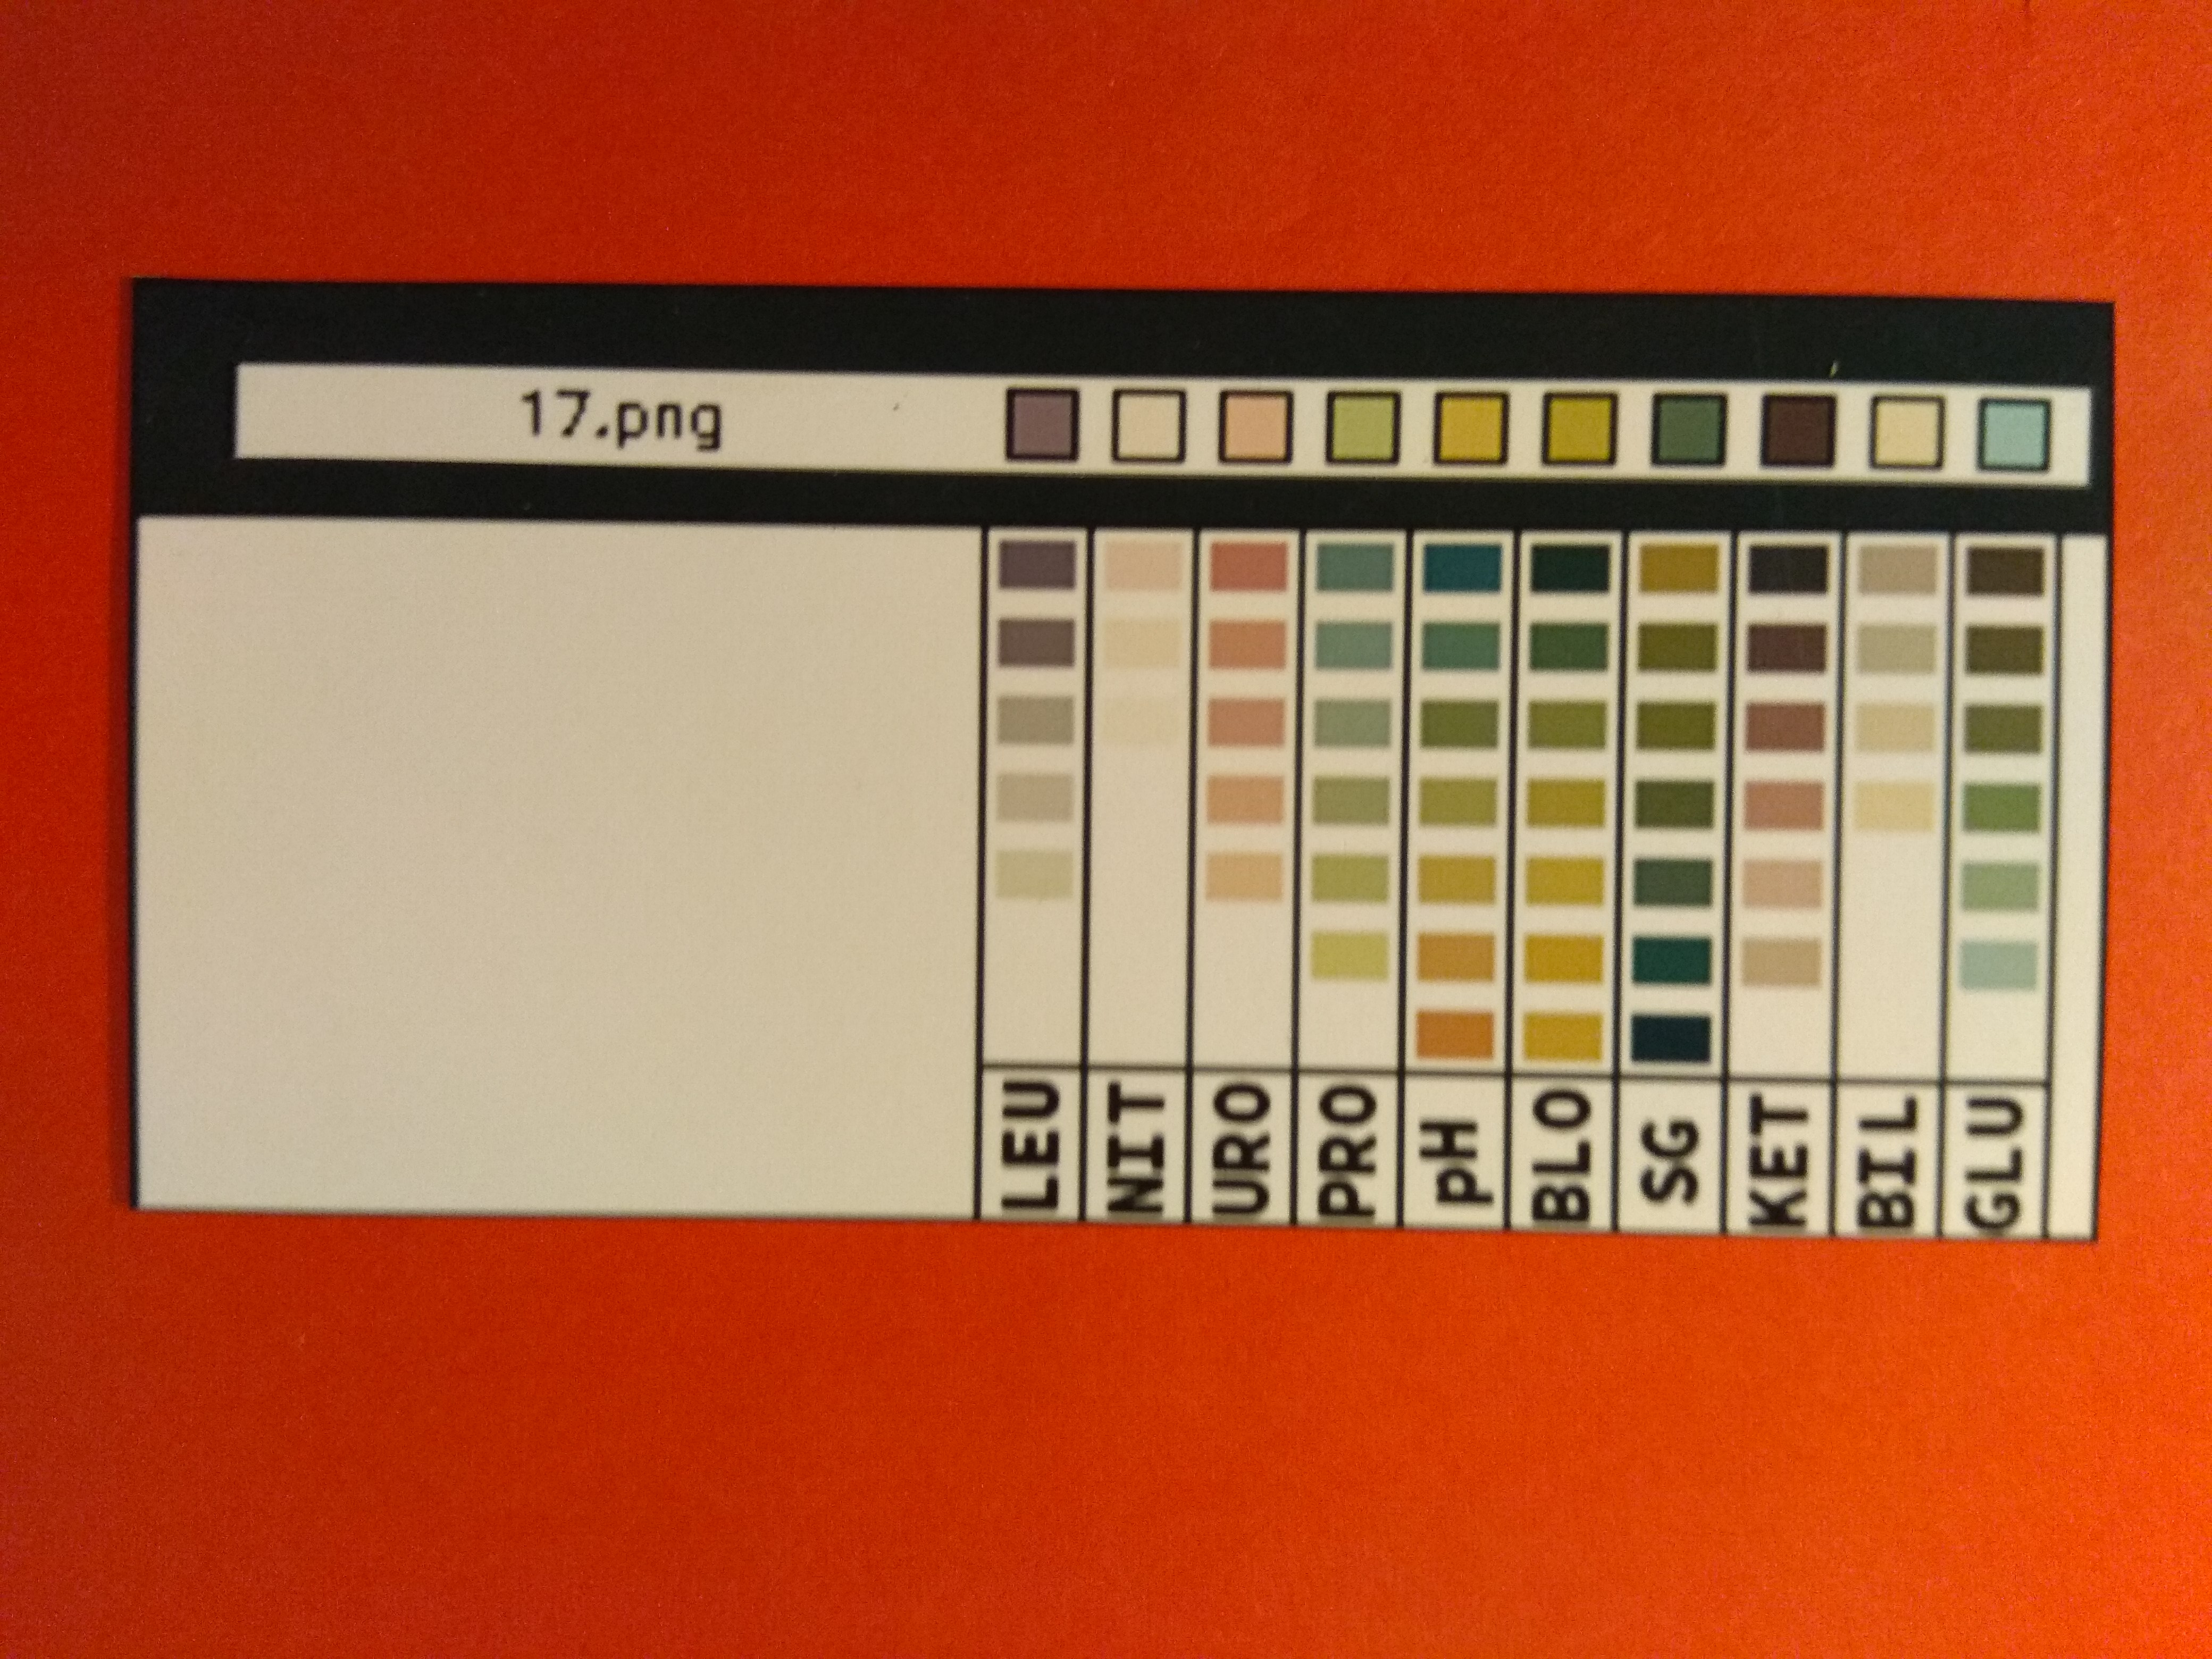 17.png
LEU
NIT
URO
PRO
pH
BLO
SG
KET
BIL
GLU